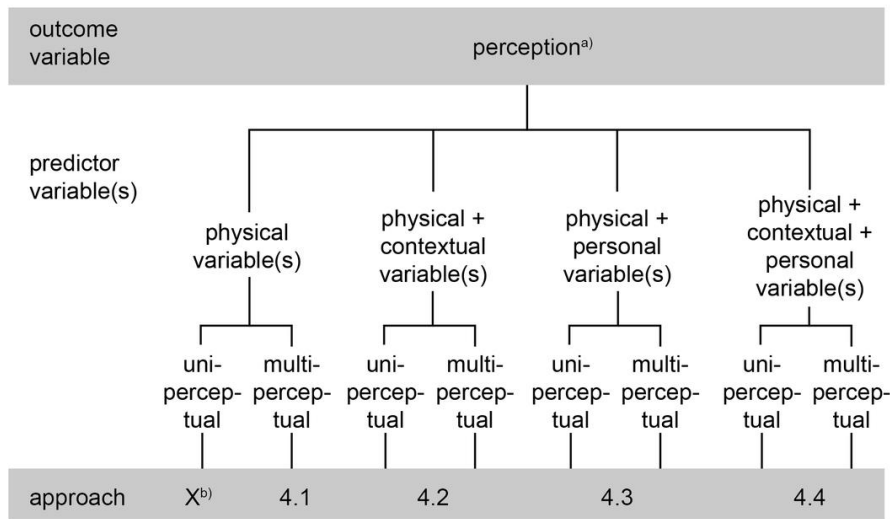 outcome
variable
perceptionᵃ⁾
predictor
variable(s)
physical
variable(s)
physical +
contextual
variable(s)
physical +
personal
variable(s)
physical +
contextual +
personal
variable(s)
uni-
percep-
tual
multi-
percep-
tual
uni-
percep-
tual
multi-
percep-
tual
uni-
percep-
tual
multi-
percep-
tual
uni-
percep-
tual
multi-
percep-
tual
approach
Xᵇ⁾
4.1
4.2
4.3
4.4